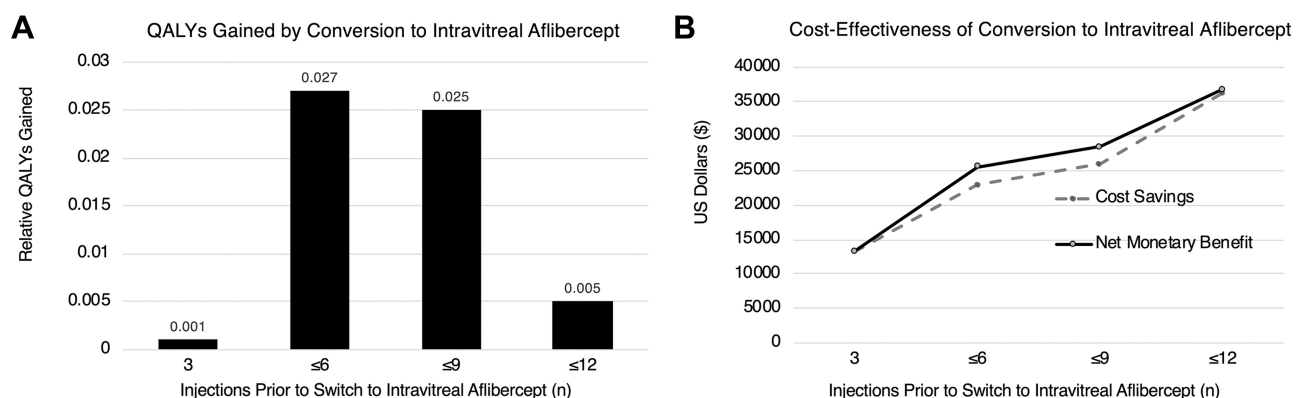 A
QALYs Gained by Conversion to Intravitreal Aflibercept
Relative QALYs Gained
0.03
0.025
0.02
0.015
0.01
0.005
0
0.001
0.027
0.025
0.005
3
≤6
≤9
≤12
Injections Prior to Switch to Intravitreal Aflibercept (n)
B
Cost-Effectiveness of Conversion to Intravitreal Aflibercept
US Dollars ($)
40000
35000
30000
25000
20000
15000
10000
5000
0
Cost Savings
Net Monetary Benefit
3
≤6
≤9
≤12
Injections Prior to Switch to Intravitreal Aflibercept (n)